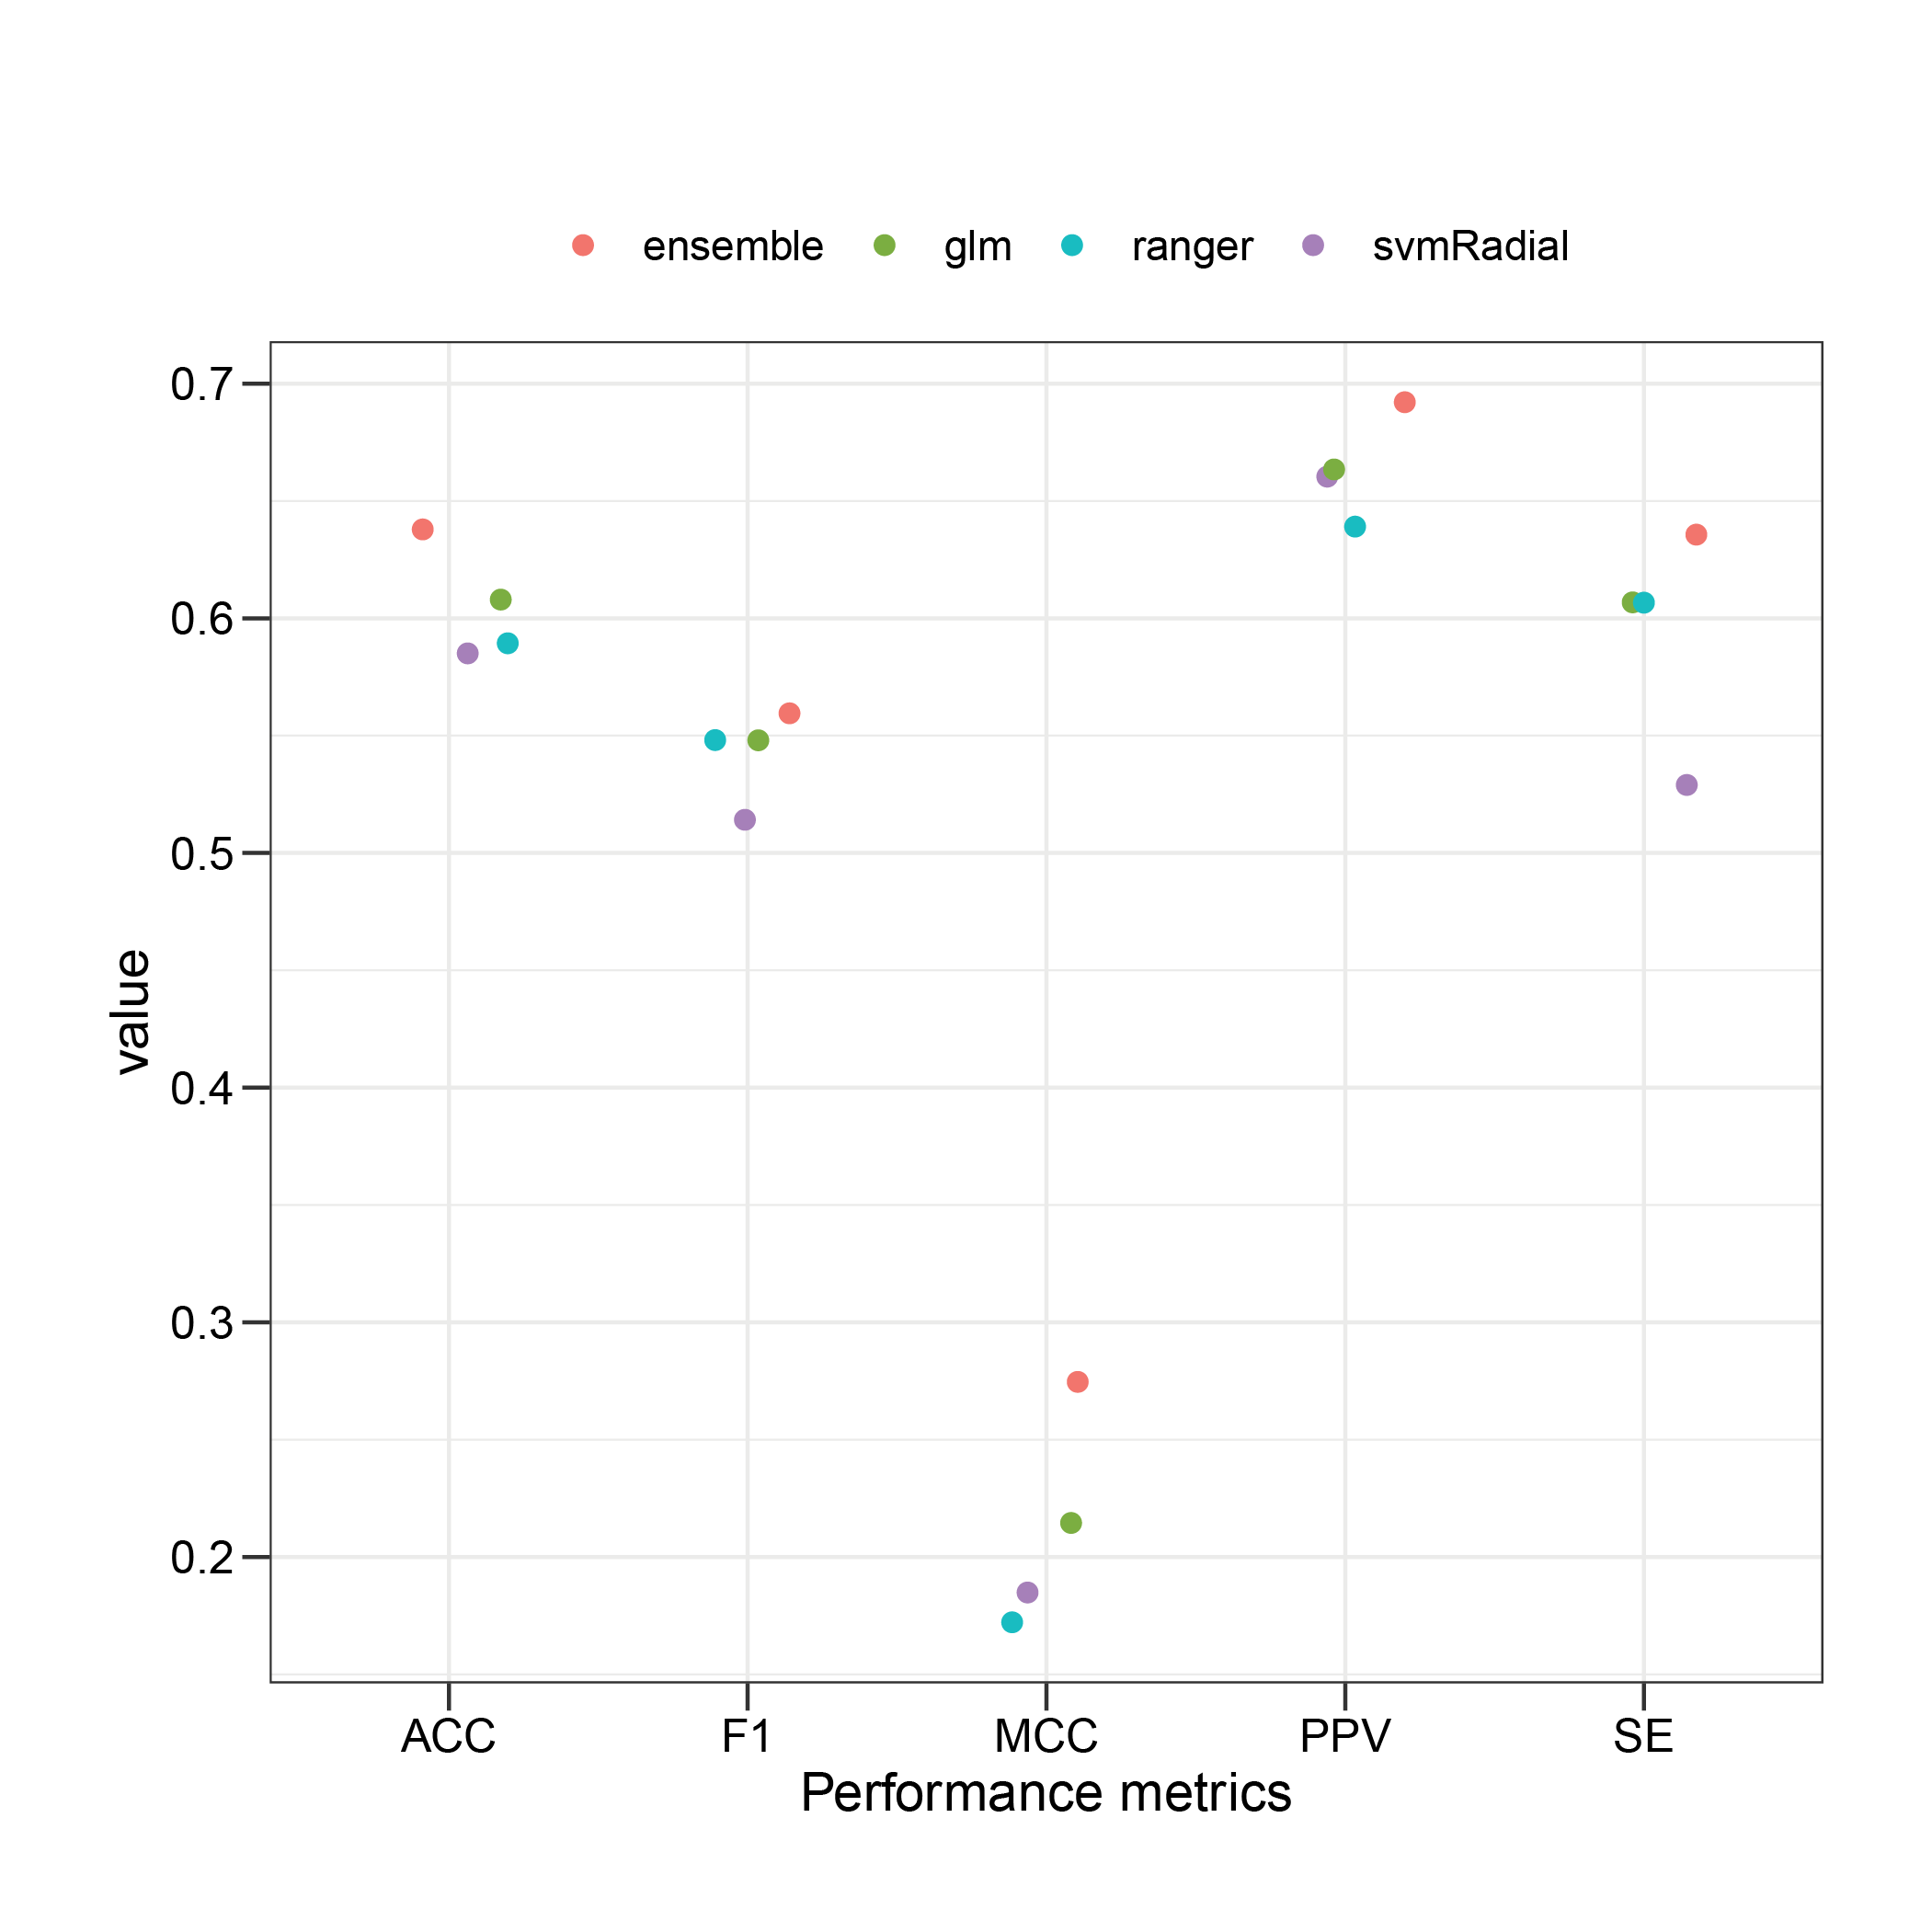 ensemble glm ranger svmRadial
0.7
0.6
0.5
0.4
0.3
0.2
value
ACC F1 MCC PPV SE
Performance metrics